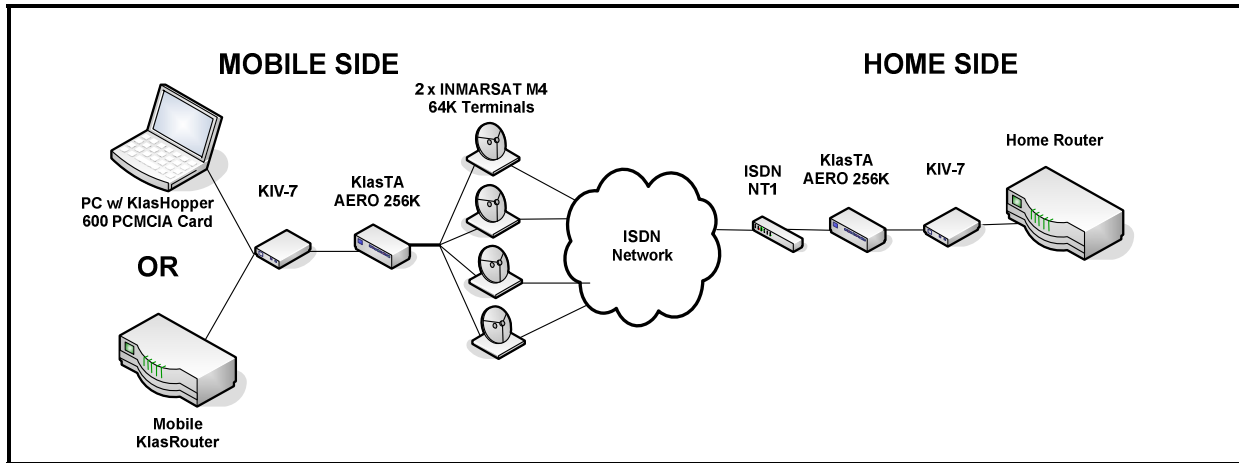 MOBILE SIDE
HOME SIDE
2 x INMARSAT M4
64K Terminals
PC w/ KlasHopper
600 PCMCIA Card
OR
Mobile
KlasRouter
KIV-7
KlasTA
AERO 256K
ISDN
Network
ISDN
NT1
KlasTA
AERO 256K
KIV-7
Home Router